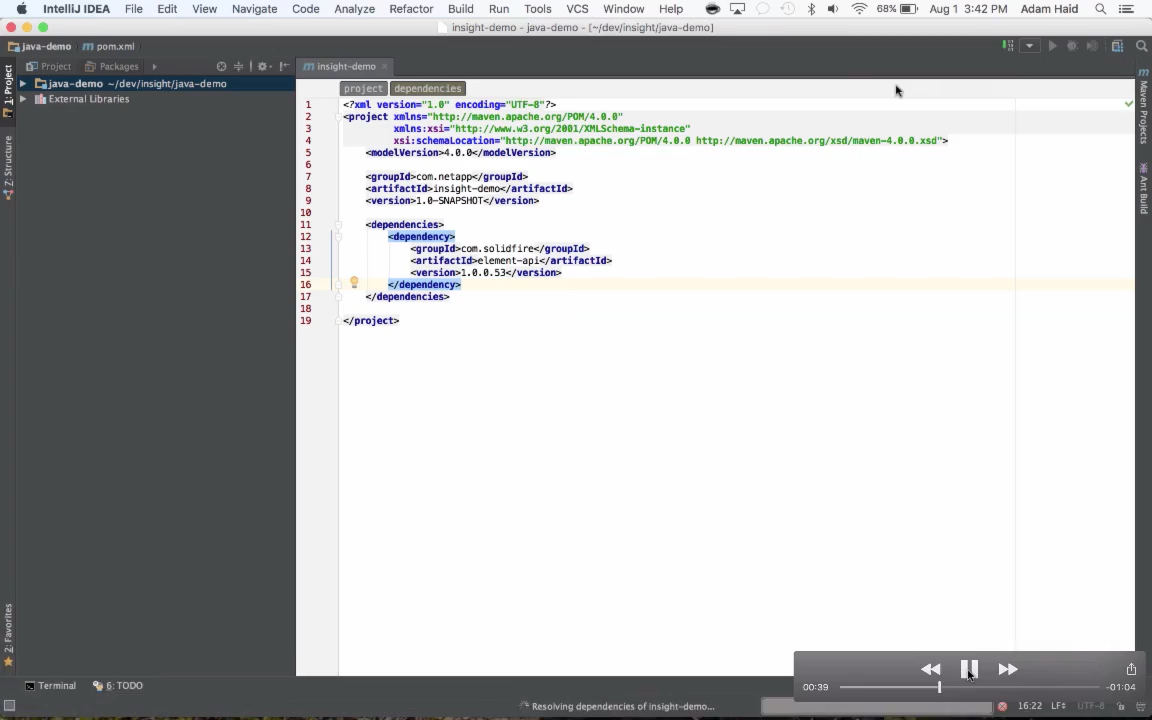 IntelliJ IDEA File Edit View Navigate Code Analyze Refactor Build Run Tools VCS Window Help 68% Aug 1 3:42 PM Adam Haid
insight-demo - java-demo - [~/dev/insight/java-demo]
java-demo pom.xml
Project Packages insight-demo
java-demo ~/dev/insight/java-demo
External Libraries
1: Project
Z: Structure
2: Favorites
project dependencies
1 <?xml version="1.0" encoding="UTF-8"?>
2 <project xmlns="http://maven.apache.org/POM/4.0.0"
3 xmlns:xsi="http://www.w3.org/2001/XMLSchema-instance"
4 xsi:schemaLocation="http://maven.apache.org/POM/4.0.0 http://maven.apache.org/xsd/maven-4.0.0.xsd">
5 <modelVersion>4.0.0</modelVersion>
6
7 <groupId>com.netapp</groupId>
8 <artifactId>insight-demo</artifactId>
9 <version>1.0-SNAPSHOT</version>
10
11 <dependencies>
12 <dependency>
13 <groupId>com.solidfire</groupId>
14 <artifactId>element-api</artifactId>
15 <version>1.0.0.53</version>
16 </dependency>
17 </dependencies>
18
19 </project>
Maven Projects
Ant Build
00:39 -01:04
Terminal 6: TODO
Resolving dependencies of insight-demo... 16:22 LF UTF-8